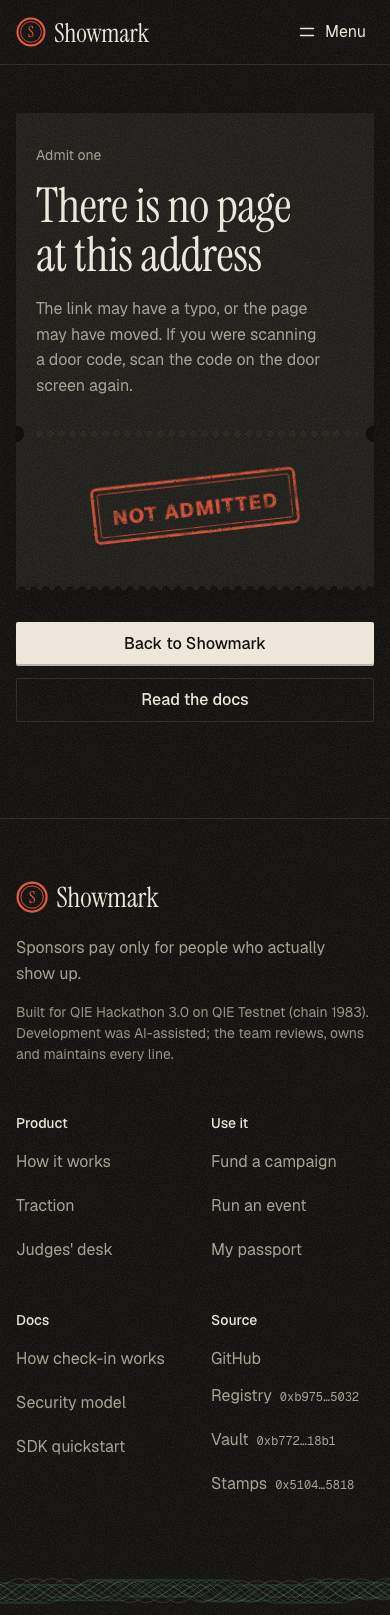 S Showmark
Menu
Admit one
There is no page
at this address
The link may have a typo, or the page
may have moved. If you were scanning
a door code, scan the code on the door
screen again.
NOT ADMITTED
Back to Showmark
Read the docs
S Showmark
Sponsors pay only for people who actually
show up.
Built for QIE Hackathon 3.0 on QIE Testnet (chain 1983).
Development was AI-assisted; the team reviews, owns
and maintains every line.
Product
How it works
Traction
Judges' desk
Use it
Fund a campaign
Run an event
My passport
Docs
How check-in works
Security model
SDK quickstart
Source
GitHub
Registry 0xb975…5032
Vault 0xb772…18b1
Stamps 0x5104…5818